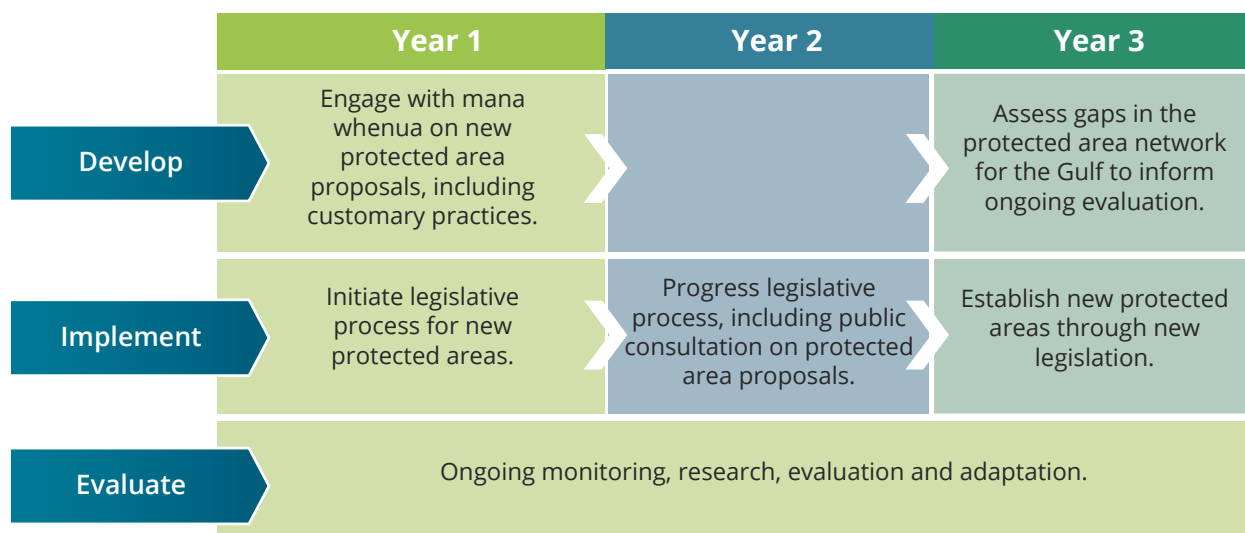 Year 1
Year 2
Year 3
Develop
Engage with mana
whenua on new
protected area
proposals, including
customary practices.
Assess gaps in the
protected area network
for the Gulf to inform
ongoing evaluation.
Implement
Initiate legislative
process for new
protected areas.
Progress legislative
process, including public
consultation on protected
area proposals.
Establish new protected
areas through new
legislation.
Evaluate
Ongoing monitoring, research, evaluation and adaptation.